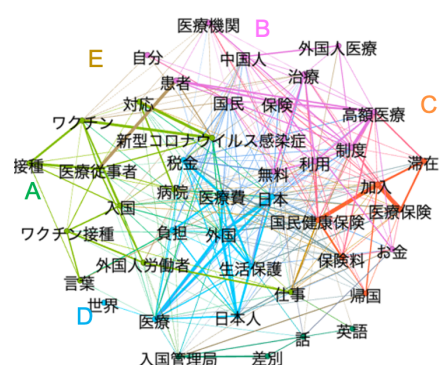 医療機関
B
外国人医療
E
自分
中国人
治療
患者
対応
国民
保険
高額医療
C
ワクチン
新型コロナウイルス感染症
制度
接種
医療従事者
税金
無料
利用
滞在
A
加入
病院
医療費
日本
入国
国民健康保険
医療保険
ワクチン接種
負担
外国
お金
外国人労働者
生活保護
保険料
言葉
仕事
帰国
世界
D
医療
日本人
英語
話
入国管理局
差別